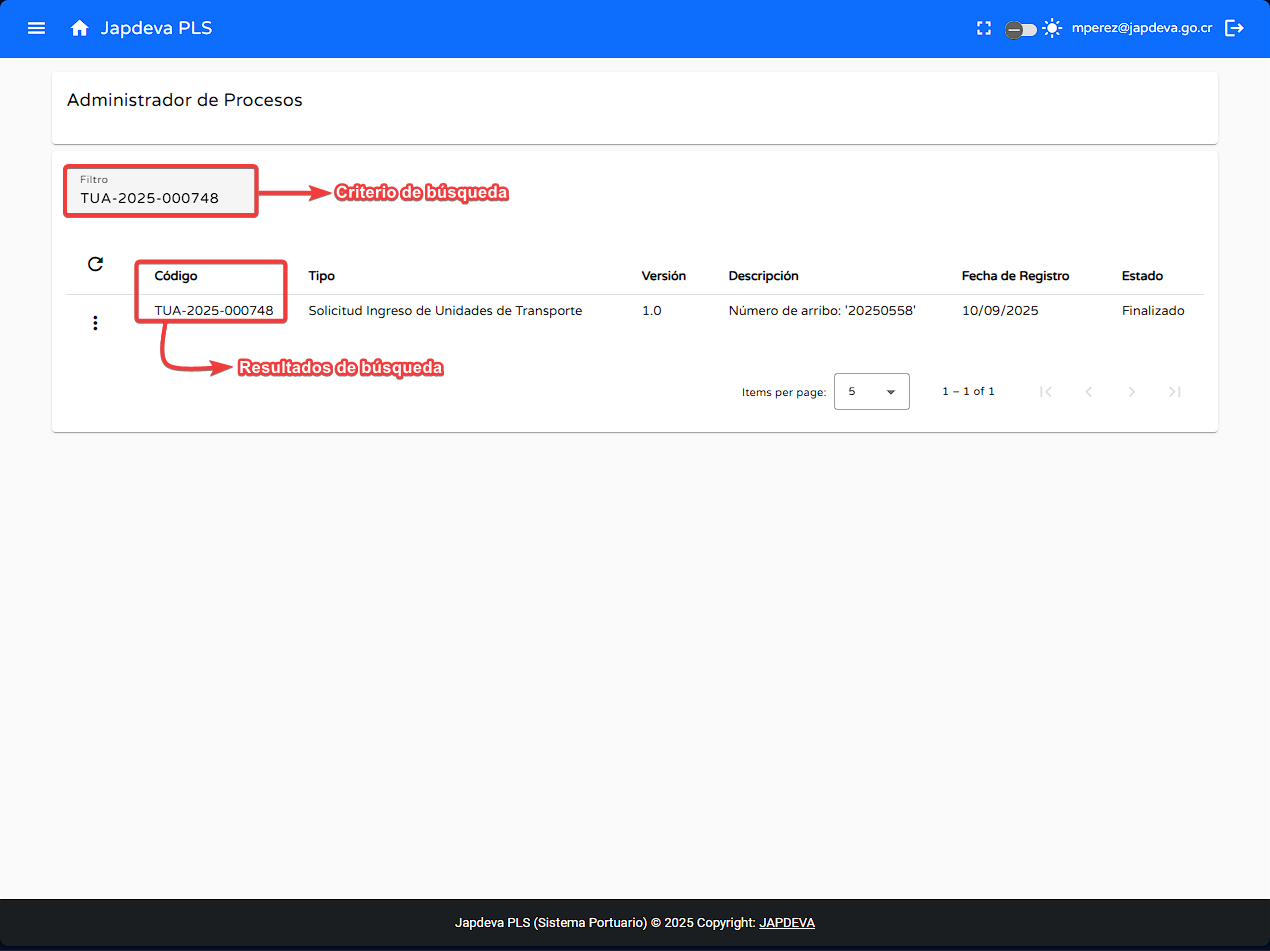 Japdeva PLS
mperez@japdeva.go.cr
Administrador de Procesos
Filtro
TUA-2025-000748
Criterio de búsqueda
Código Tipo Versión Descripción Fecha de Registro Estado
TUA-2025-000748 Solicitud Ingreso de Unidades de Transporte 1.0 Número de arribo: '20250558' 10/09/2025 Finalizado
Resultados de búsqueda
Items per page: 5 1 – 1 of 1
Japdeva PLS (Sistema Portuario) © 2025 Copyright: JAPDEVA